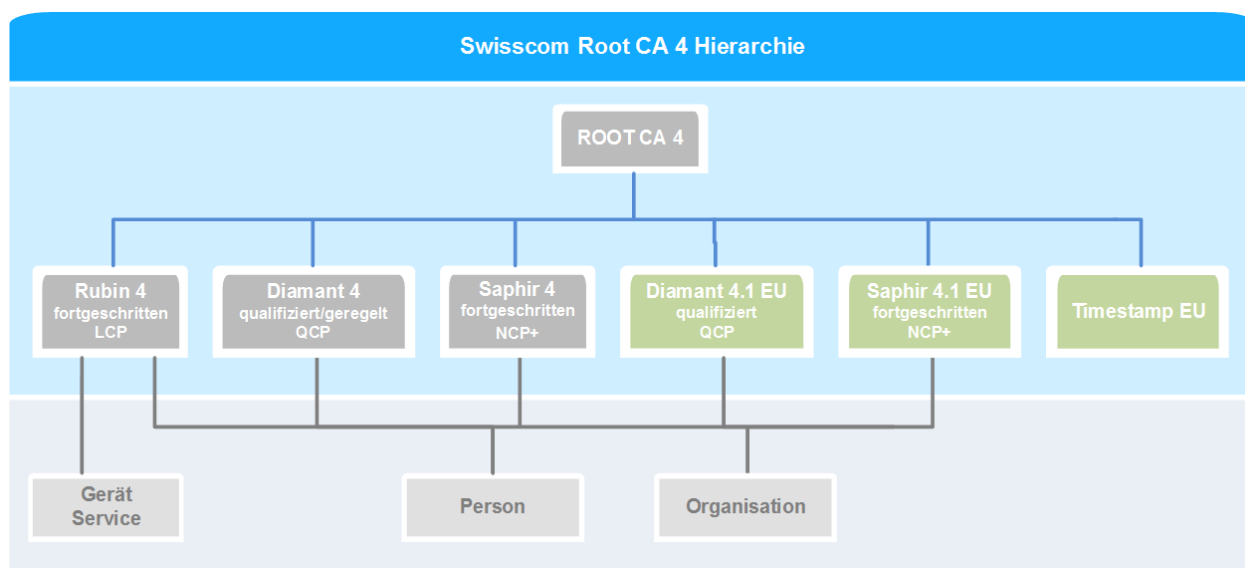 Swisscom Root CA 4 Hierarchie
ROOT CA 4
Rubin 4
fortgeschritten
LCP
Diamant 4
qualifiziert/geregelt
QCP
Saphir 4
fortgeschritten
NCP+
Diamant 4.1 EU
qualifiziert
QCP
Saphir 4.1 EU
fortgeschritten
NCP+
Timestamp EU
Gerät
Service
Person
Organisation